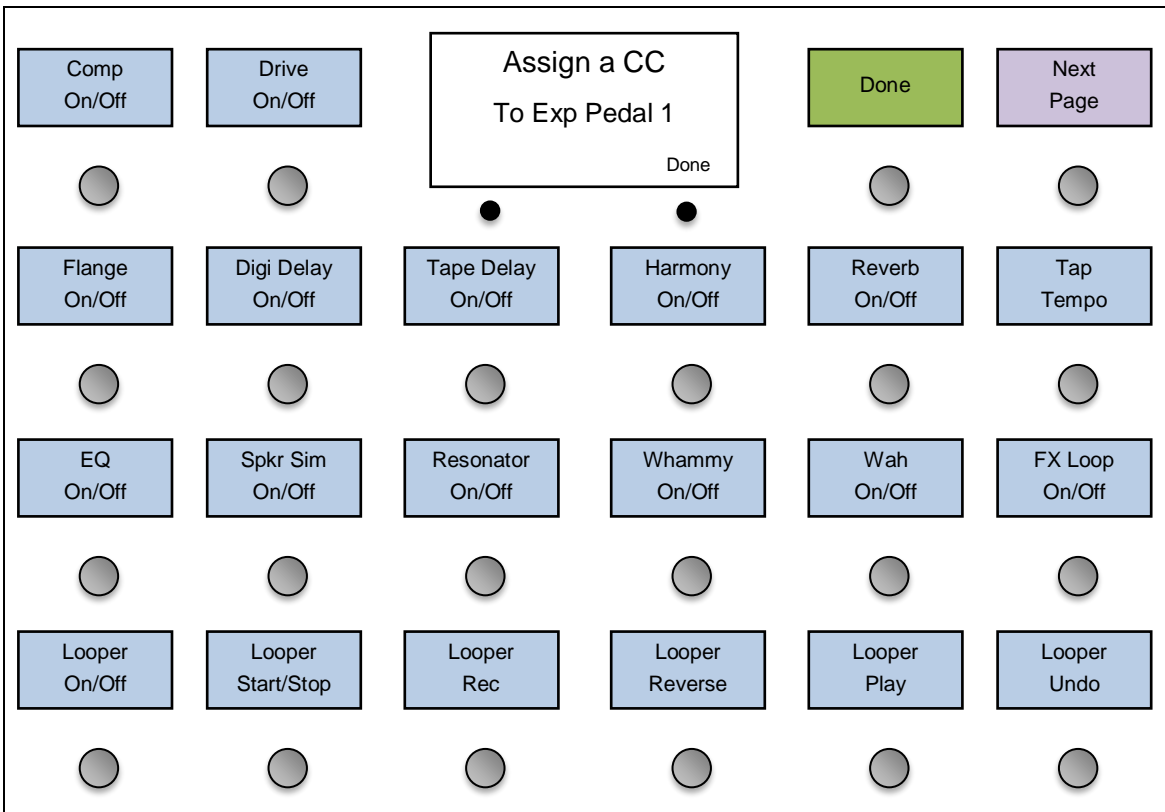 Comp
On/Off
Drive
On/Off
Assign a CC
To Exp Pedal 1
Done
Done
Next
Page
Flange
On/Off
Digi Delay
On/Off
Tape Delay
On/Off
Harmony
On/Off
Reverb
On/Off
Tap
Tempo
EQ
On/Off
Spkr Sim
On/Off
Resonator
On/Off
Whammy
On/Off
Wah
On/Off
FX Loop
On/Off
Looper
On/Off
Looper
Start/Stop
Looper
Rec
Looper
Reverse
Looper
Play
Looper
Undo